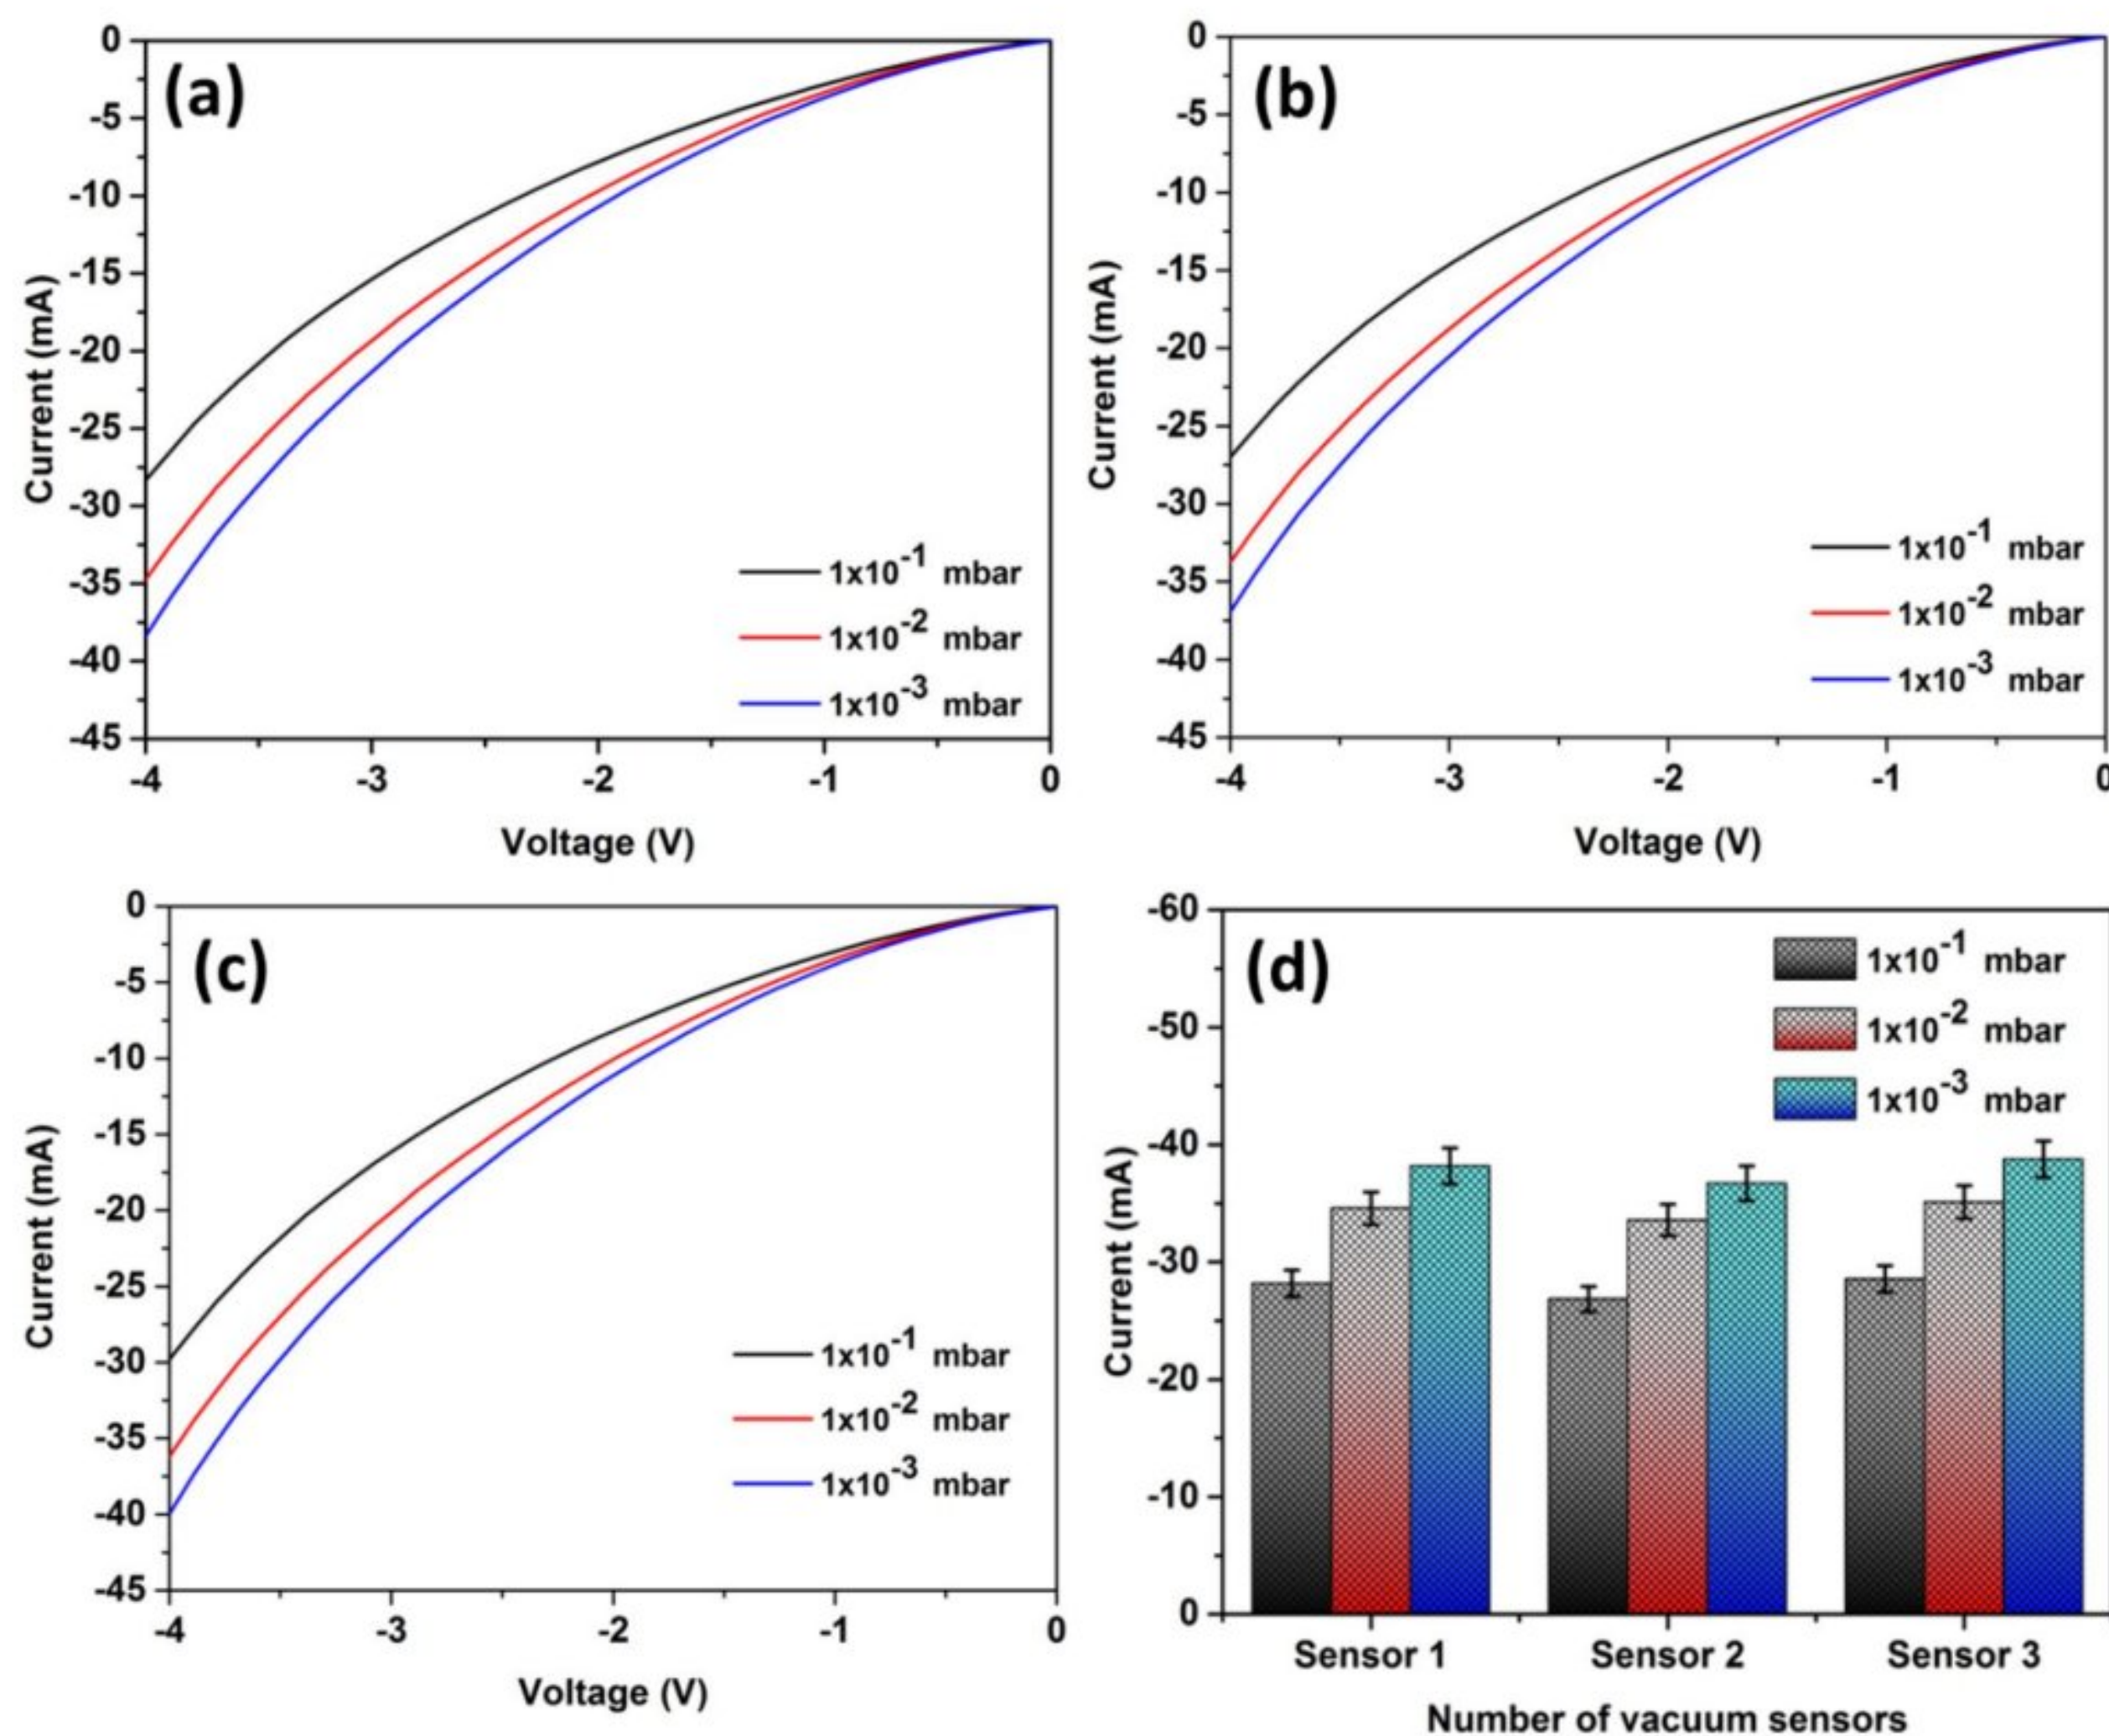 (a)
0
-5
-10
-15
-20
-25
-30
-35
-40
-45
Current (mA)
1x10⁻¹ mbar
1x10⁻² mbar
1x10⁻³ mbar
-4 -3 -2 -1 0
Voltage (V)
(b)
0
-5
-10
-15
-20
-25
-30
-35
-40
-45
Current (mA)
1x10⁻¹ mbar
1x10⁻² mbar
1x10⁻³ mbar
-4 -3 -2 -1 0
Voltage (V)
(c)
0
-5
-10
-15
-20
-25
-30
-35
-40
-45
Current (mA)
1x10⁻¹ mbar
1x10⁻² mbar
1x10⁻³ mbar
-4 -3 -2 -1 0
Voltage (V)
(d)
-60
-50
-40
-30
-20
-10
0
Current (mA)
1x10⁻¹ mbar
1x10⁻² mbar
1x10⁻³ mbar
Sensor 1 Sensor 2 Sensor 3
Number of vacuum sensors